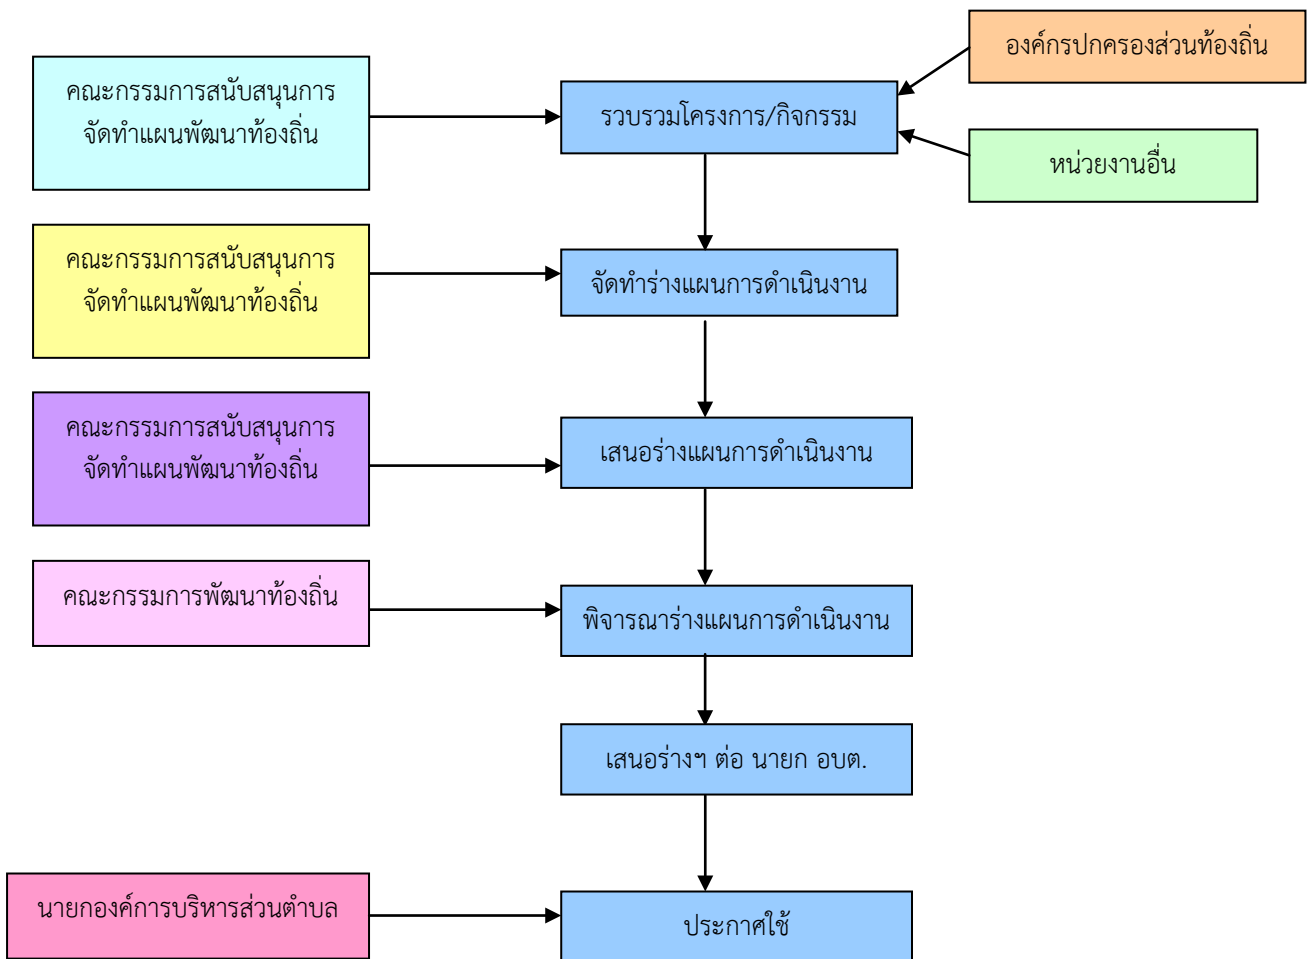 องค์กรปกครองส่วนท้องถิ่น
คณะกรรมการสนับสนุนการ
จัดทำแผนพัฒนาท้องถิ่น
รวบรวมโครงการ/กิจกรรม
หน่วยงานอื่น
คณะกรรมการสนับสนุนการ
จัดทำแผนพัฒนาท้องถิ่น
จัดทำร่างแผนการดำเนินงาน
คณะกรรมการสนับสนุนการ
จัดทำแผนพัฒนาท้องถิ่น
เสนอร่างแผนการดำเนินงาน
คณะกรรมการพัฒนาท้องถิ่น
พิจารณาร่างแผนการดำเนินงาน
เสนอร่างฯ ต่อ นายก อบต.
นายกองค์การบริหารส่วนตำบล
ประกาศใช้